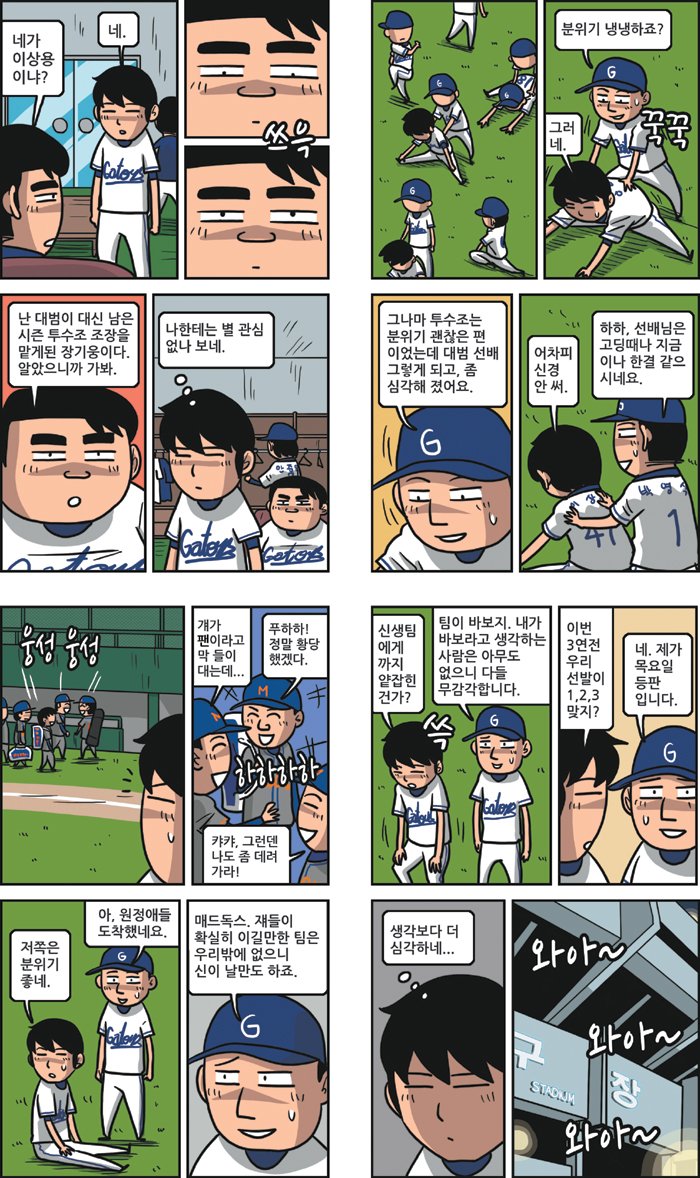 네가
이상용
이냐?
네.
Gators
쓰윽
G
분위기 냉냉하죠?
꾹꾹
그러
네.
난 대범이 대신 남은
시즌 투수조 조장을
맡게된 장기웅이다.
알았으니까 가봐.
나한테는 별 관심
없나 보네.
Gators
Gators
그나마 투수조는
분위기 괜찮은 편
이었는데 대범 선배
그렇게 되고, 좀
심각해 졌어요.
G
하하, 선배님은
고딩때나 지금
이나 한결 같으
시네요.
어차피
신경
안 써.
41
1
웅성 웅성
걔가
팬이라고
막 들이
대는데...
푸하하!
정말 황당
했겠다.
M
M
하하하하
캬캬, 그런덴
나도 좀 데려
가라!
신생팀
에게
까지
얕잡힌
건가?
팀이 바보지. 내가
바보라고 생각하는
사람은 아무도
없으니 다들
무감각합니다.
쓱
G
Gators
Gators
이번
3연전
우리
선발이
1,2,3
맞지?
네. 제가
목요일
등판
입니다.
G
저쪽은
분위기
좋네.
아, 원정애들
도착했네요.
G
Gators
매드독스. 쟤들이
확실히 이길만한 팀은
우리밖에 없으니
신이 날만도 하죠.
G
생각보다 더
심각하네...
와아~
와아~
구장
STADIUM
와아~